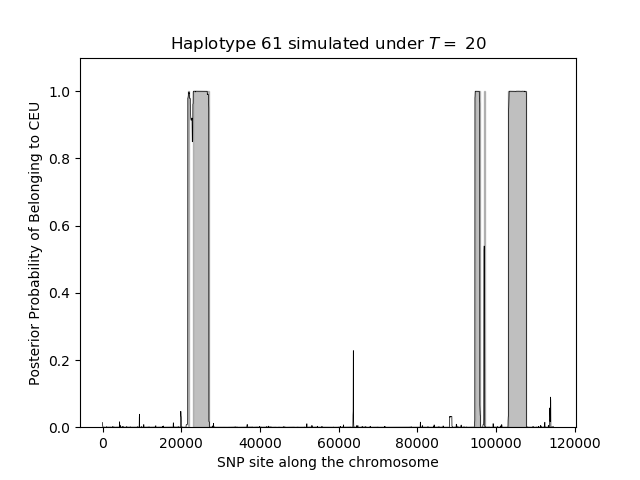 Haplotype 61 simulated under T = 20
Posterior Probability of Belonging to CEU
1.0
0.8
0.6
0.4
0.2
0.0
0 20000 40000 60000 80000 100000 120000
SNP site along the chromosome